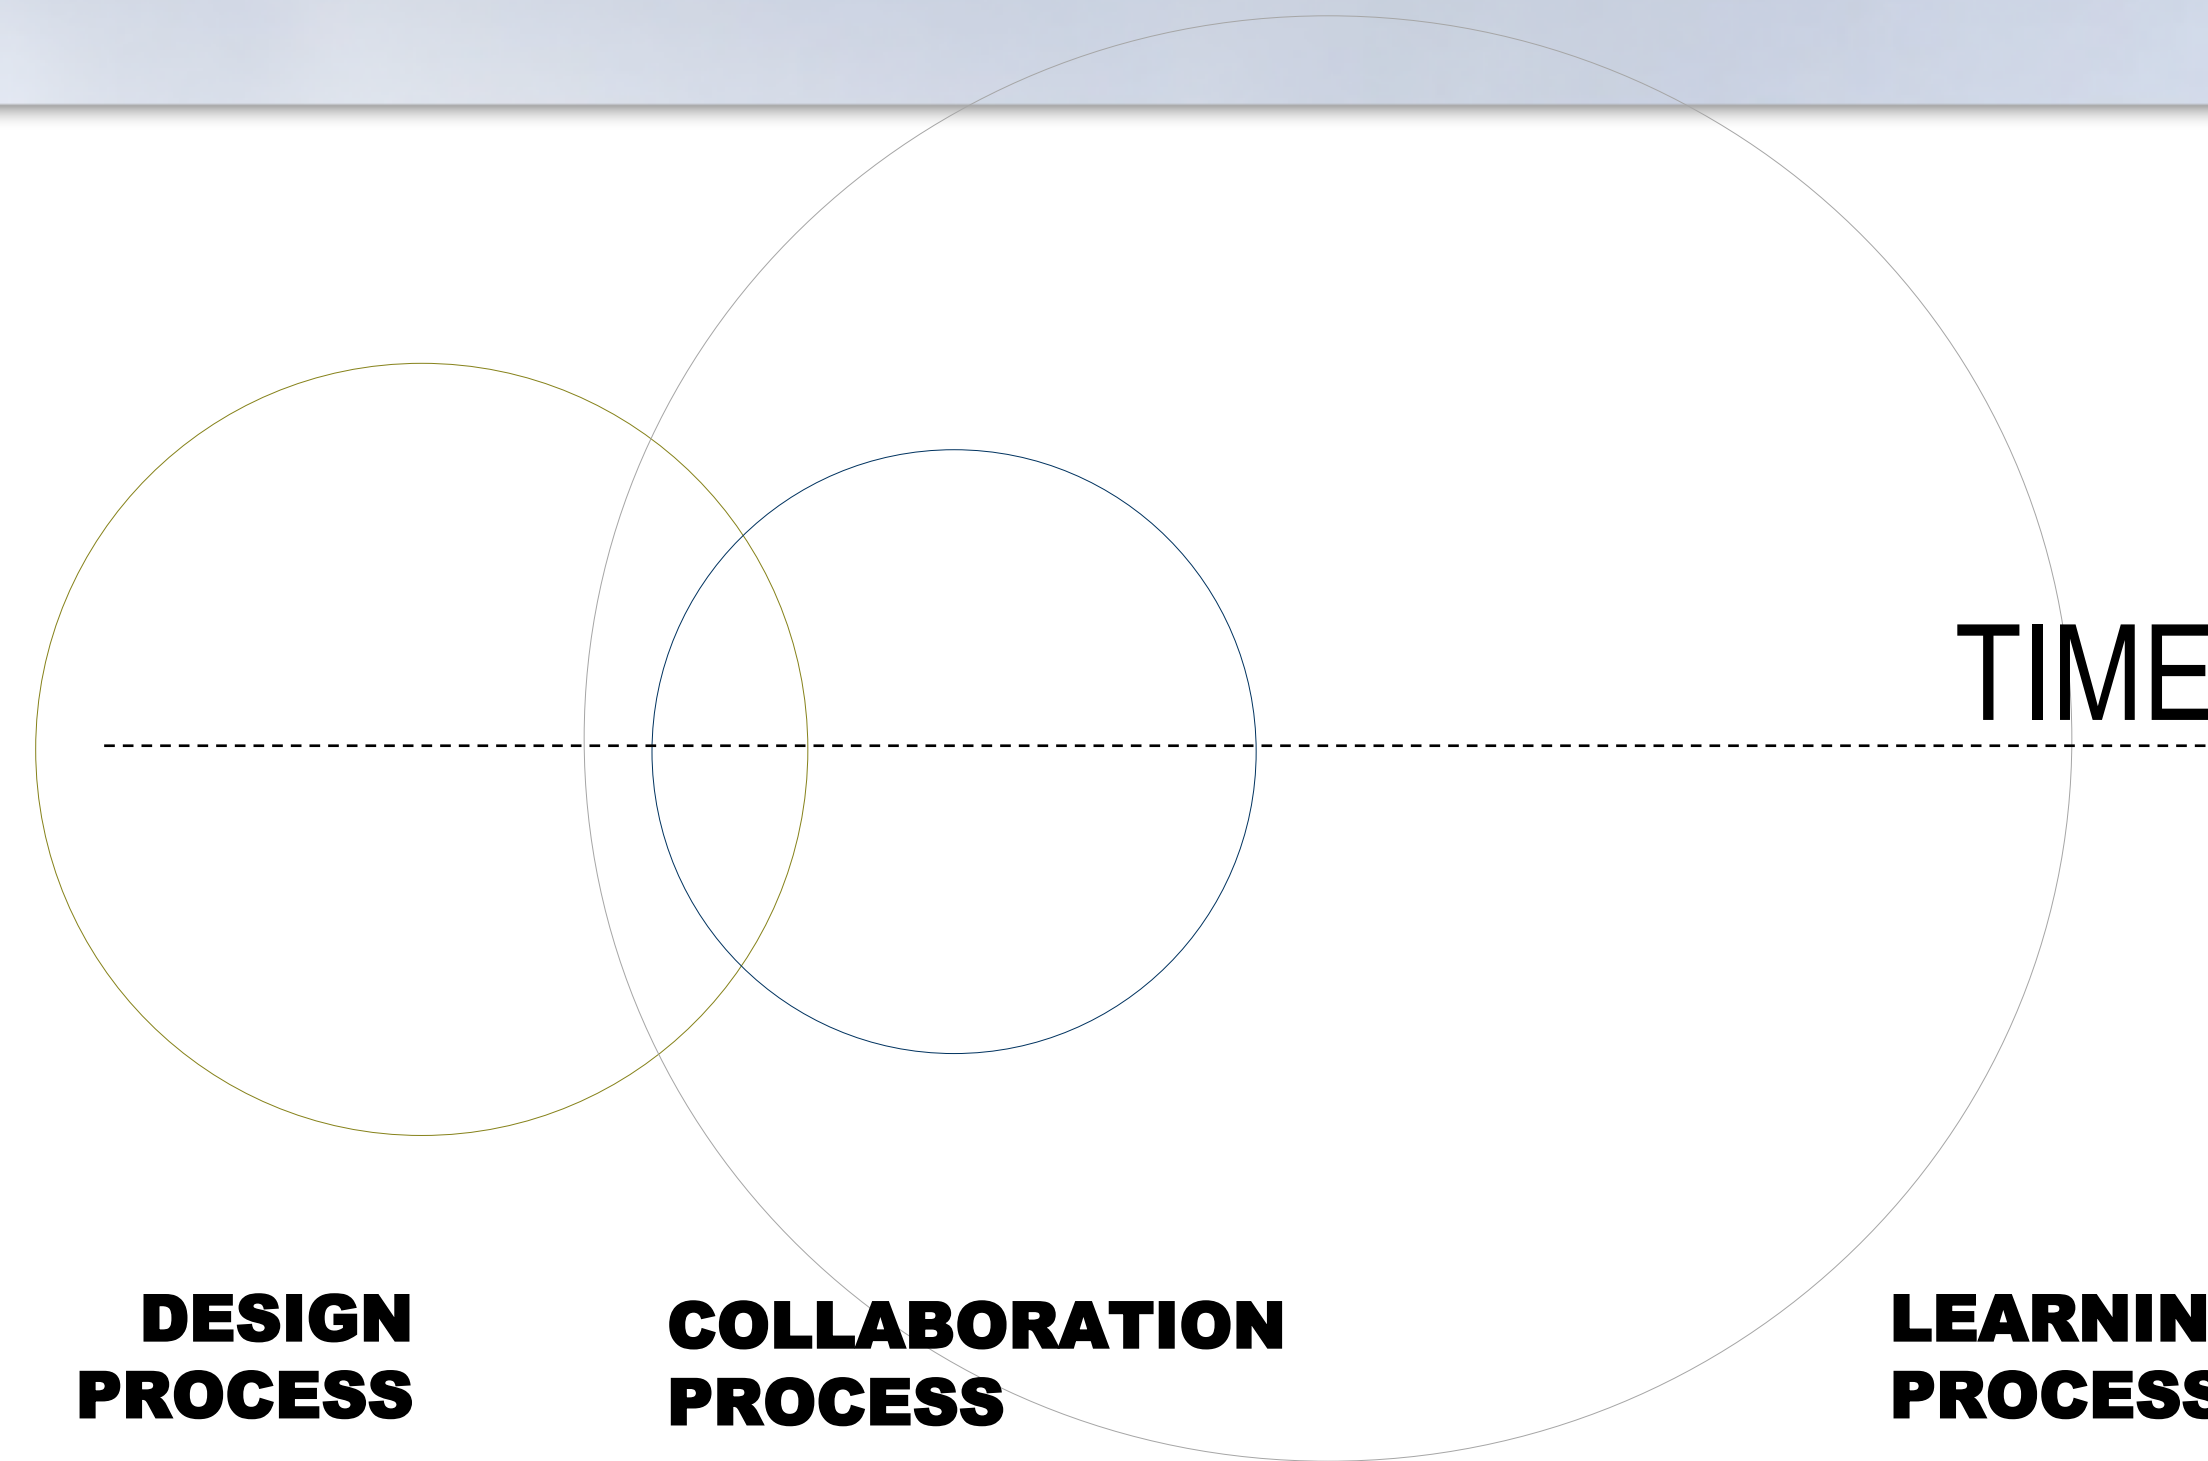 TIME
DESIGN
PROCESS
COLLABORATION
PROCESS
LEARNIN
PROCESS